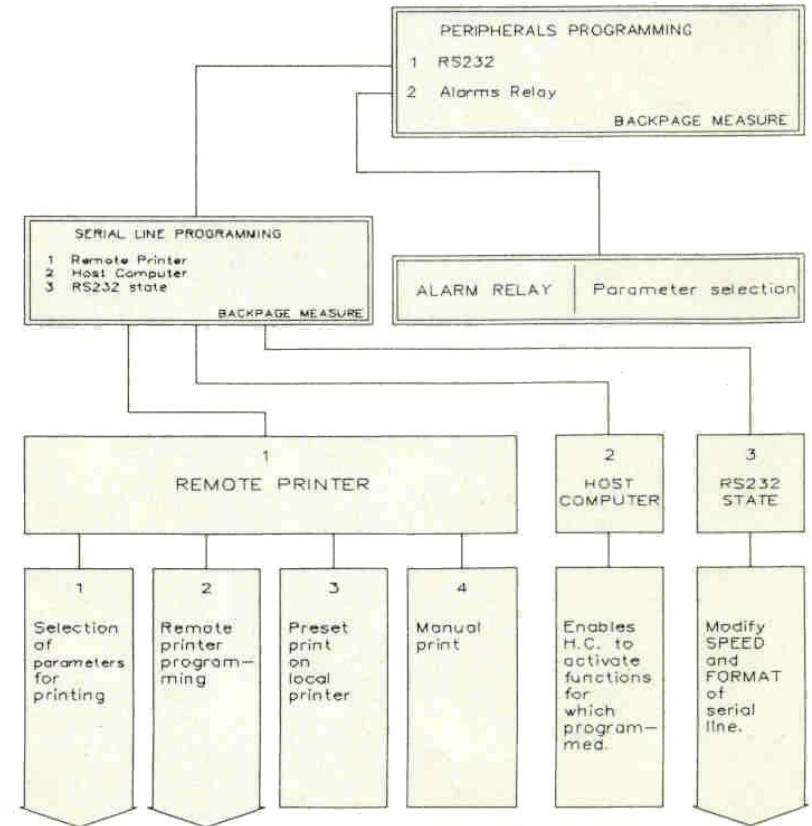 PERIPHERALS PROGRAMMING
1 RS232
2 Alarms Relay
BACKPAGE MEASURE
SERIAL LINE PROGRAMMING
1 Remote Printer
2 Host Computer
3 RS232 state
BACKPAGE MEASURE
ALARM RELAY Parameter selection
1
REMOTE PRINTER
2
HOST
COMPUTER
3
RS232
STATE
1
Selection
of
parameters
for
printing
2
Remote
printer
program—
ming
3
Preset
print
on
local
printer
4
Manual
print
Enables
H.C. to
activate
functions
for
which
program—
med.
Modify
SPEED
and
FORMAT
of
serial
line.